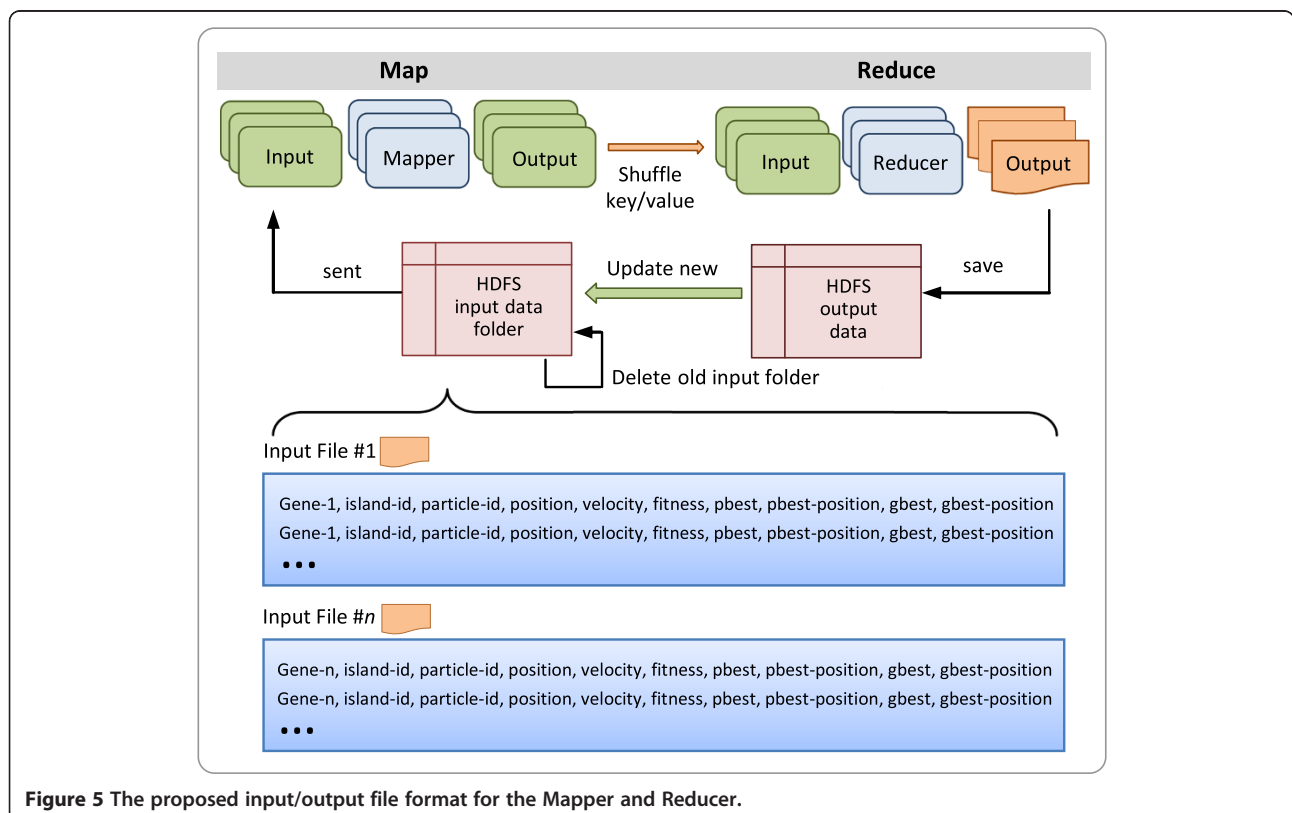 Map
Reduce
Input
Mapper
Output
Shuffle
key/value
Input
Reducer
Output
sent
HDFS
input data
folder
Update new
HDFS
output
data
save
Delete old input folder
Input File #1
Gene-1, island-id, particle-id, position, velocity, fitness, pbest, pbest-position, gbest, gbest-position
Gene-1, island-id, particle-id, position, velocity, fitness, pbest, pbest-position, gbest, gbest-position
...
Input File #n
Gene-n, island-id, particle-id, position, velocity, fitness, pbest, pbest-position, gbest, gbest-position
Gene-n, island-id, particle-id, position, velocity, fitness, pbest, pbest-position, gbest, gbest-position
...
Figure 5 The proposed input/output file format for the Mapper and Reducer.